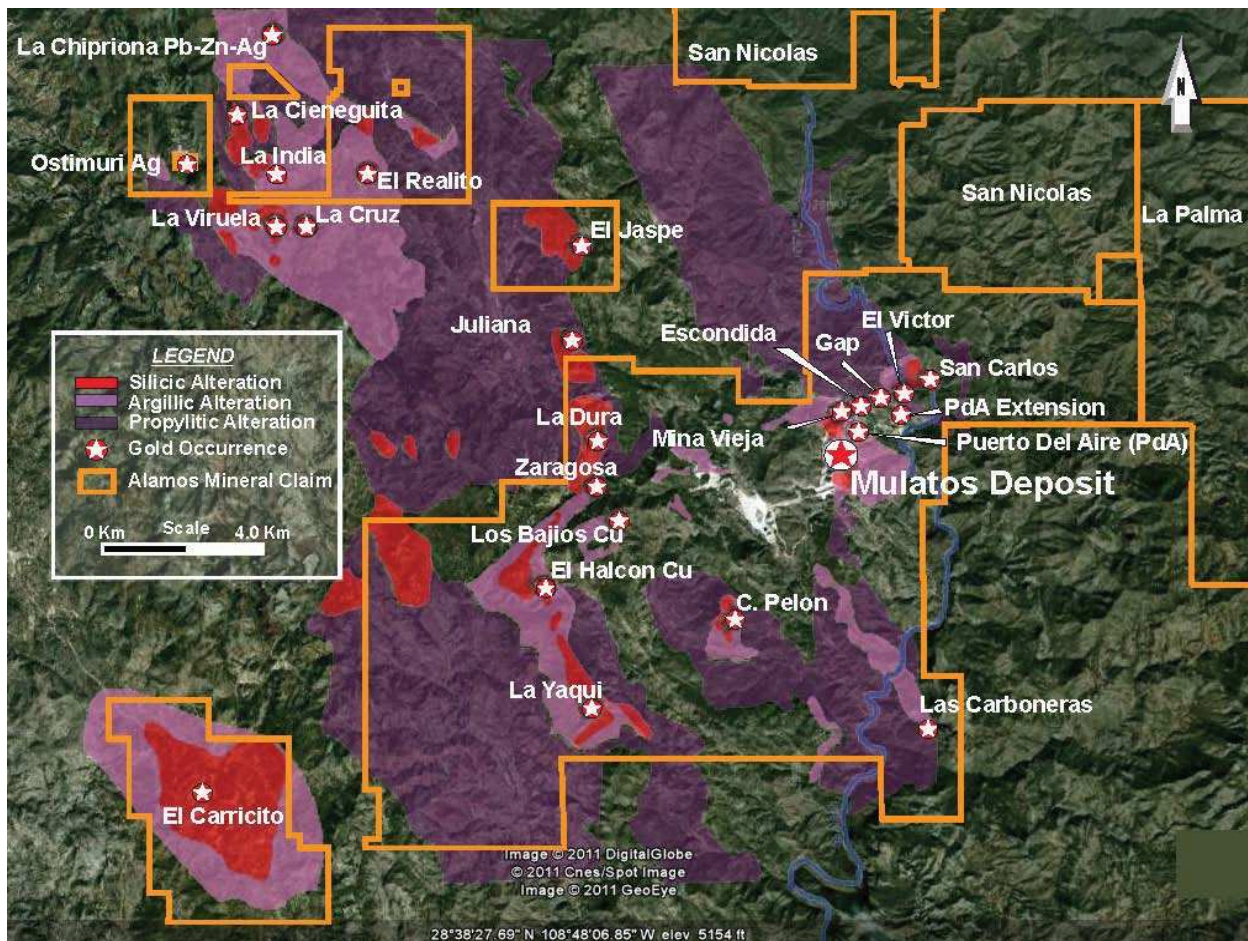 La Chipriona Pb-Zn-Ag
San Nicolas
N
La Cieneguita
Ostimuri Ag
La India
El Realito
San Nicolas
La Palma
La Viruela
La Cruz
El Jaspe
Juliana
Escondida
El Victor
Gap
San Carlos
LEGEND
Silicic Alteration
Argillic Alteration
Propylitic Alteration
Gold Occurrence
Alamos Mineral Claim
0 Km Scale 4.0 Km
La Dura
PdA Extension
Mina Vieja
Puerto Del Aire (PdA)
Zaragosa
Mulatos Deposit
Los Bajios Cu
El Halcon Cu
C. Pelon
La Yaqui
Las Carboneras
El Carricito
Image © 2011 DigitalGlobe
© 2011 Cnes/Spot Image
Image © 2011 GeoEye
28°38'27.69" N 108°48'06.85" W elev 5154 ft